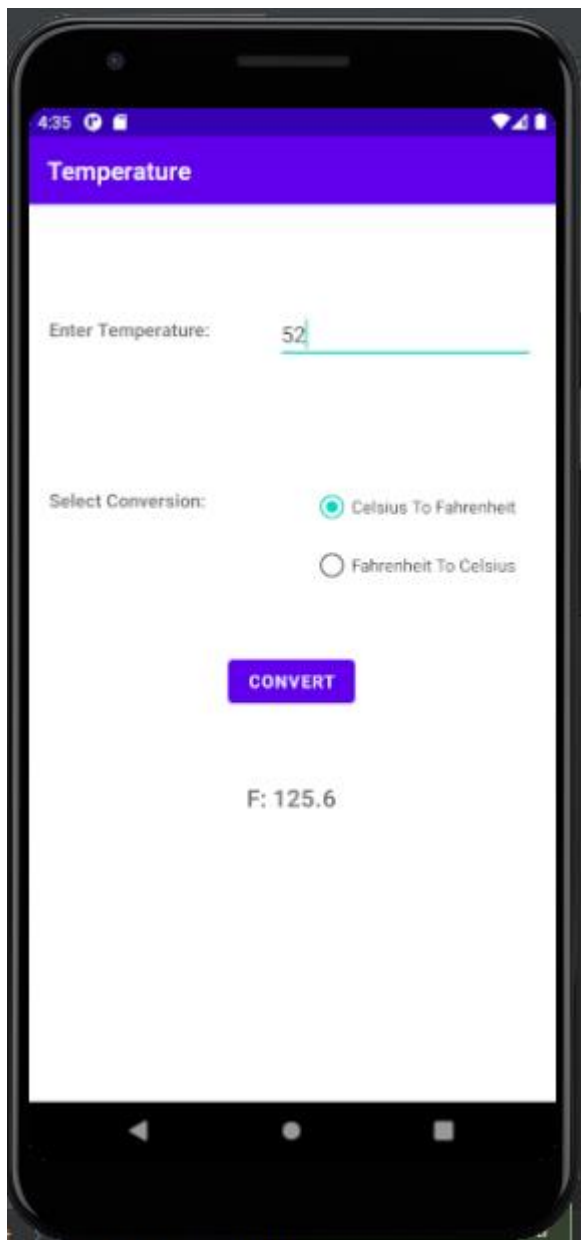 4:35
Temperature
Enter Temperature:
52
Select Conversion:
Celsius To Fahrenheit
Fahrenheit To Celsius
CONVERT
F: 125.6